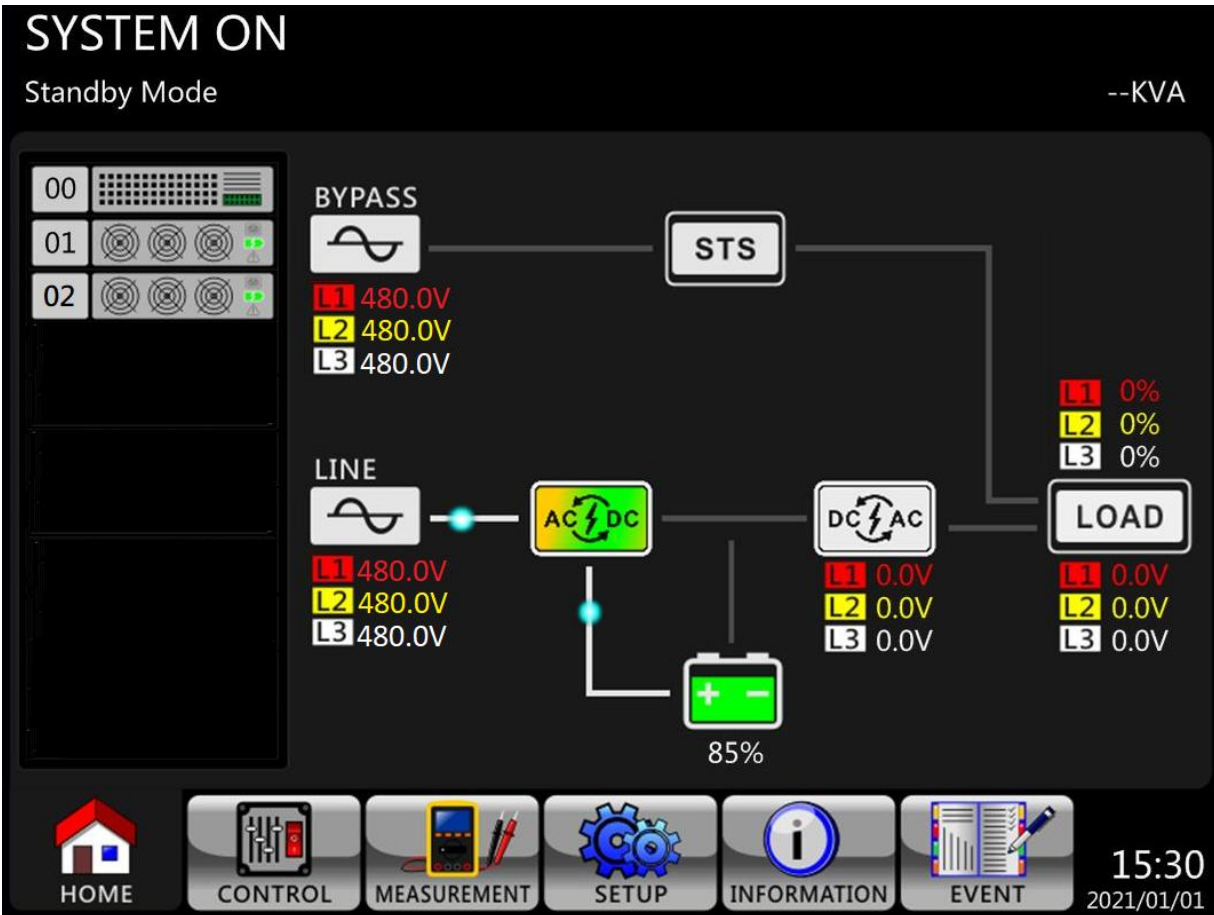 SYSTEM ON
Standby Mode
--KVA
00
01
02
BYPASS
L1 480.0V
L2 480.0V
L3 480.0V
STS
L1 0%
L2 0%
L3 0%
LOAD
L1 0.0V
L2 0.0V
L3 0.0V
LINE
L1 480.0V
L2 480.0V
L3 480.0V
AC DC
DC AC
L1 0.0V
L2 0.0V
L3 0.0V
+ -
85%
HOME
CONTROL
MEASUREMENT
SETUP
i
INFORMATION
EVENT
15:30
2021/01/01